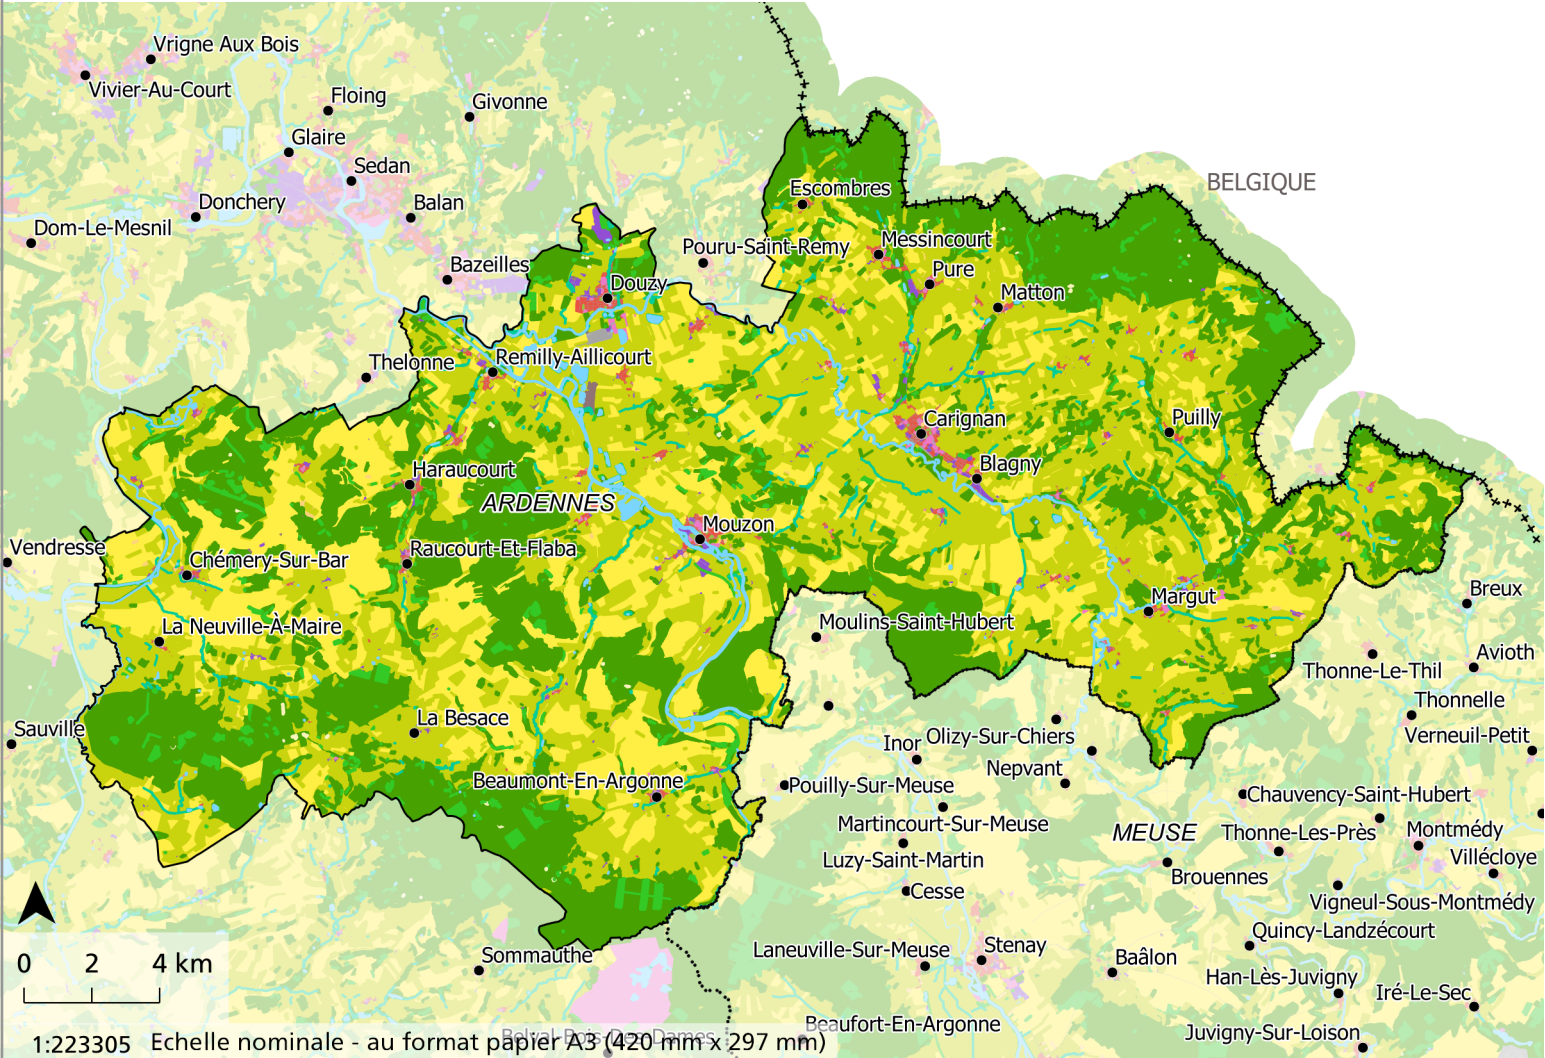 Vrigne Aux Bois
Vivier-Au-Court
Floing
Givonne
Glaire
Sedan
BELGIQUE
Escombres
Donchery
Balan
Dom-Le-Mesnil
Messincourt
Pouru-Saint-Remy
Bazeilles
Pure
Douzy
Matton
Thelonne
Remilly-Aillicourt
Carignan
Puilly
Blagny
Haraucourt
ARDENNES
Mouzon
Vendresse
Raucourt-Et-Flaba
Chémery-Sur-Bar
Breux
Margut
La Neuville-À-Maire
Moulins-Saint-Hubert
Avioth
Thonne-Le-Thil
Thonnelle
La Besace
Sauville
Inor
Olizy-Sur-Chiers
Verneuil-Petit
Nepvant
Beaumont-En-Argonne
Pouilly-Sur-Meuse
Chauvency-Saint-Hubert
Martincourt-Sur-Meuse
MEUSE
Thonne-Les-Près
Montmédy
Luzy-Saint-Martin
Villécloye
Brouennes
Cesse
Vigneul-Sous-Montmédy
Quincy-Landzécourt
Laneuville-Sur-Meuse
Stenay
Sommauthe
Baâlon
Han-Lès-Juvigny
Iré-Le-Sec
0 2 4 km
Beaufort-En-Argonne
Juvigny-Sur-Loison
Belval-Bois-Des-Dames
1:223305 Echelle nominale - au format papier A3 (420 mm x 297 mm)